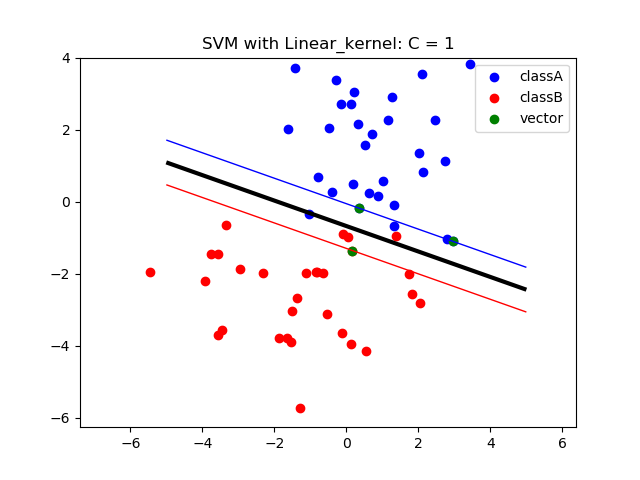 SVM with Linear_kernel: C = 1
classA
classB
vector
4
2
0
−2
−4
−6
−6 −4 −2 0 2 4 6